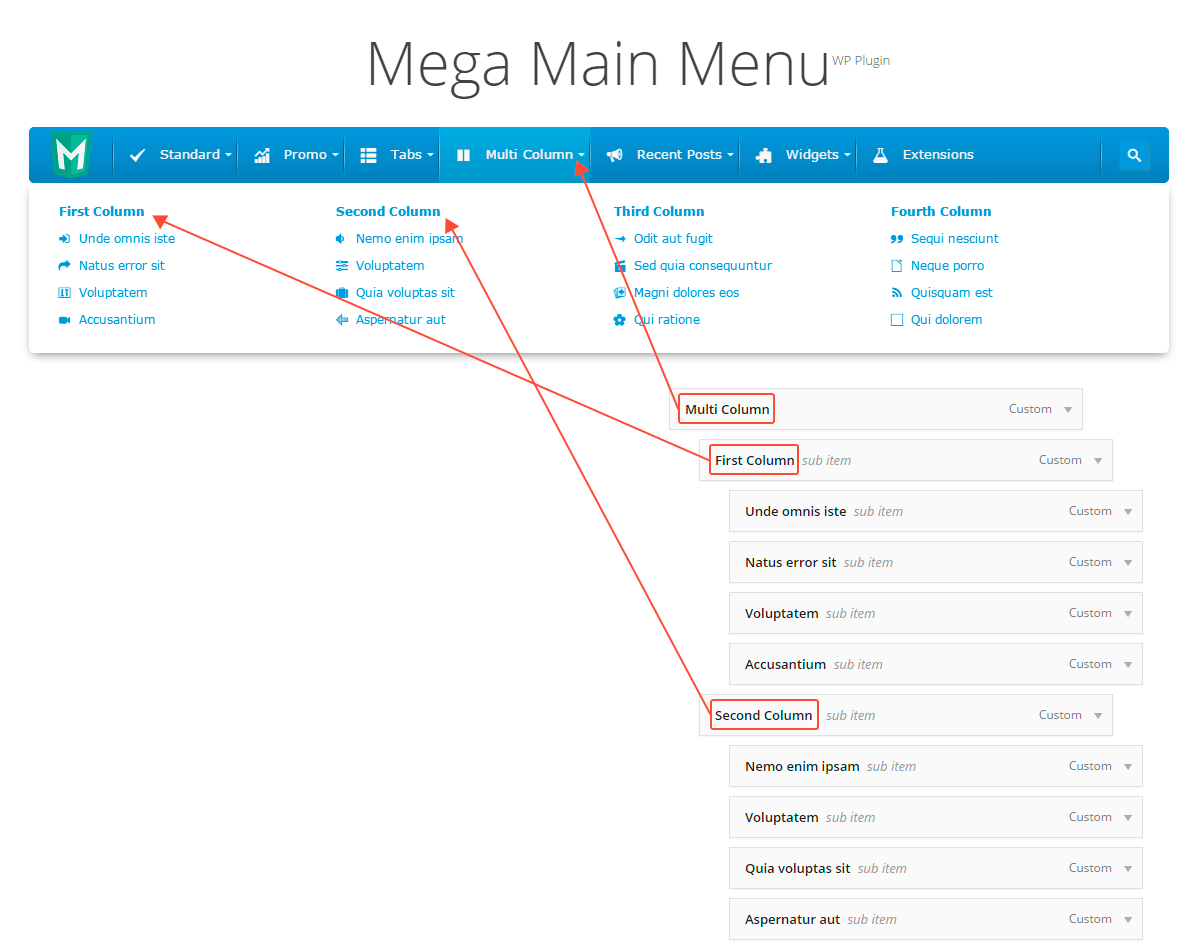 Mega Main Menu WP Plugin
M Standard Promo Tabs Multi Column Recent Posts Widgets Extensions
First Column Second Column Third Column Fourth Column
Unde omnis iste Nemo enim ipsam Odit aut fugit Sequi nesciunt
Natus error sit Voluptatem Sed quia consequuntur Neque porro
Voluptatem Quia voluptas sit Magni dolores eos Quisquam est
Accusantium Aspernatur aut Qui ratione Qui dolorem
Multi Column Custom
First Column sub item Custom
Unde omnis iste sub item Custom
Natus error sit sub item Custom
Voluptatem sub item Custom
Accusantium sub item Custom
Second Column sub item Custom
Nemo enim ipsam sub item Custom
Voluptatem sub item Custom
Quia voluptas sit sub item Custom
Aspernatur aut sub item Custom